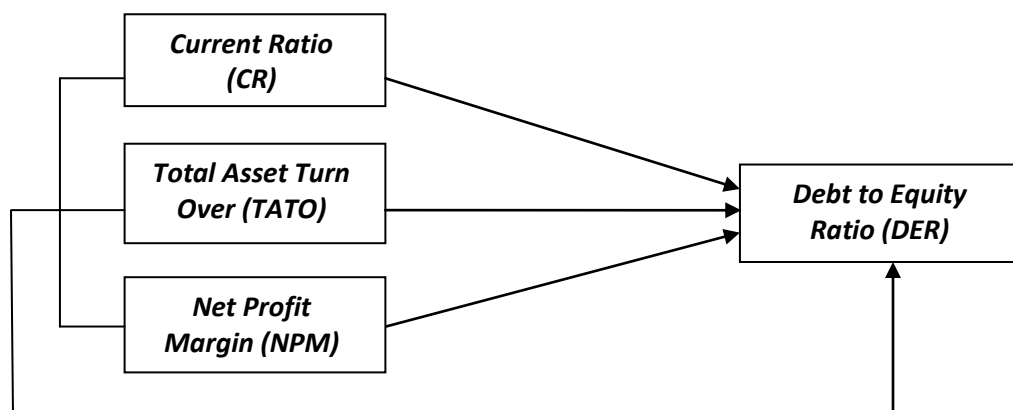 Current Ratio
(CR)
Total Asset Turn
Over (TATO)
Debt to Equity
Ratio (DER)
Net Profit
Margin (NPM)